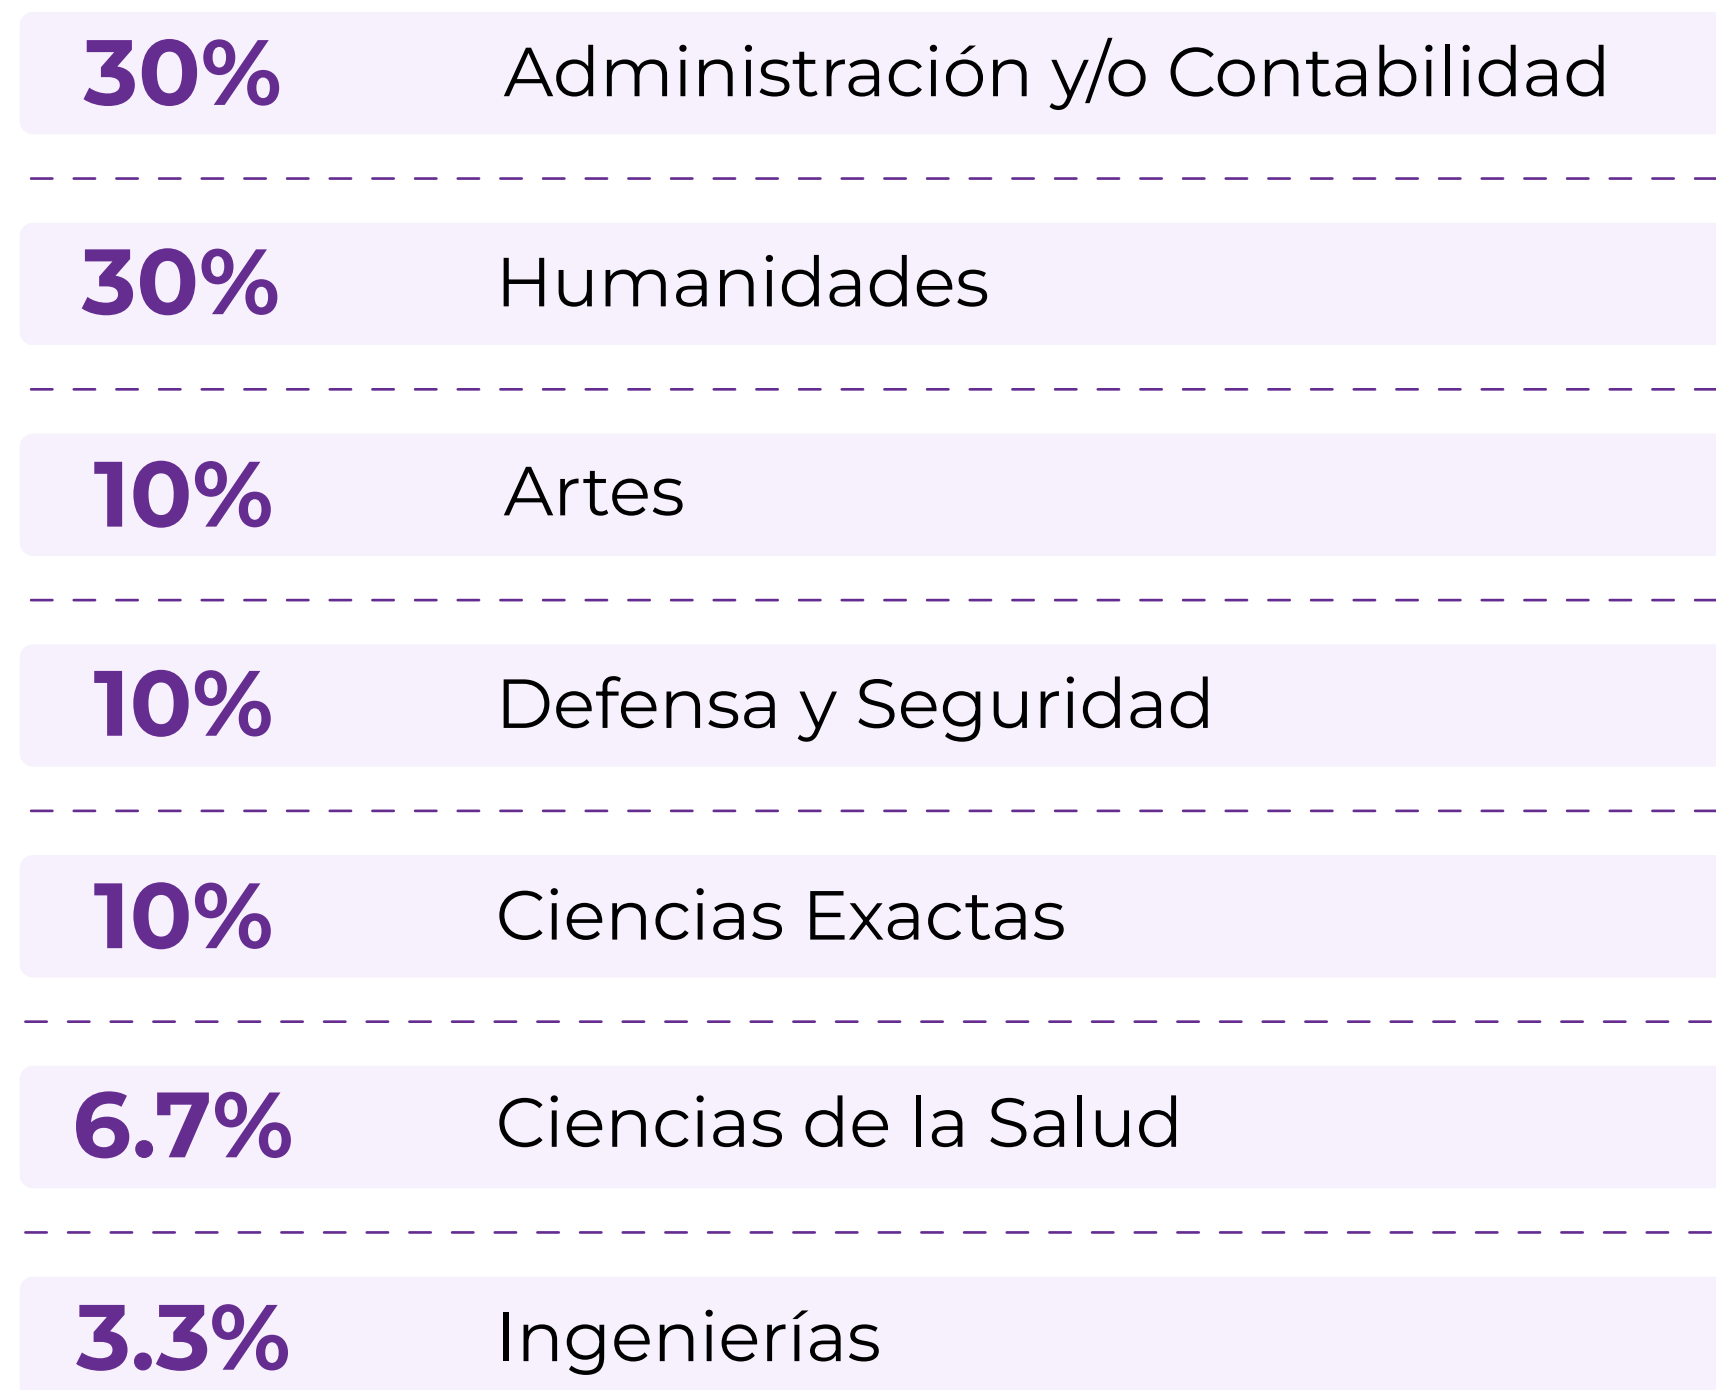 30% Administración y/o Contabilidad
30% Humanidades
10% Artes
10% Defensa y Seguridad
10% Ciencias Exactas
6.7% Ciencias de la Salud
3.3% Ingenierías